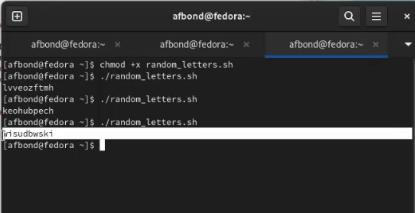 afbond@fedora:~
afbond@fedora:~ × afbond@fedora:~ × afbond@fedora:~ ×
[afbond@fedora ~]$ chmod +x random_letters.sh
[afbond@fedora ~]$ ./random_letters.sh
lvveozftmh
[afbond@fedora ~]$ ./random_letters.sh
keohubpech
[afbond@fedora ~]$ ./random_letters.sh
wisudbwski
[afbond@fedora ~]$